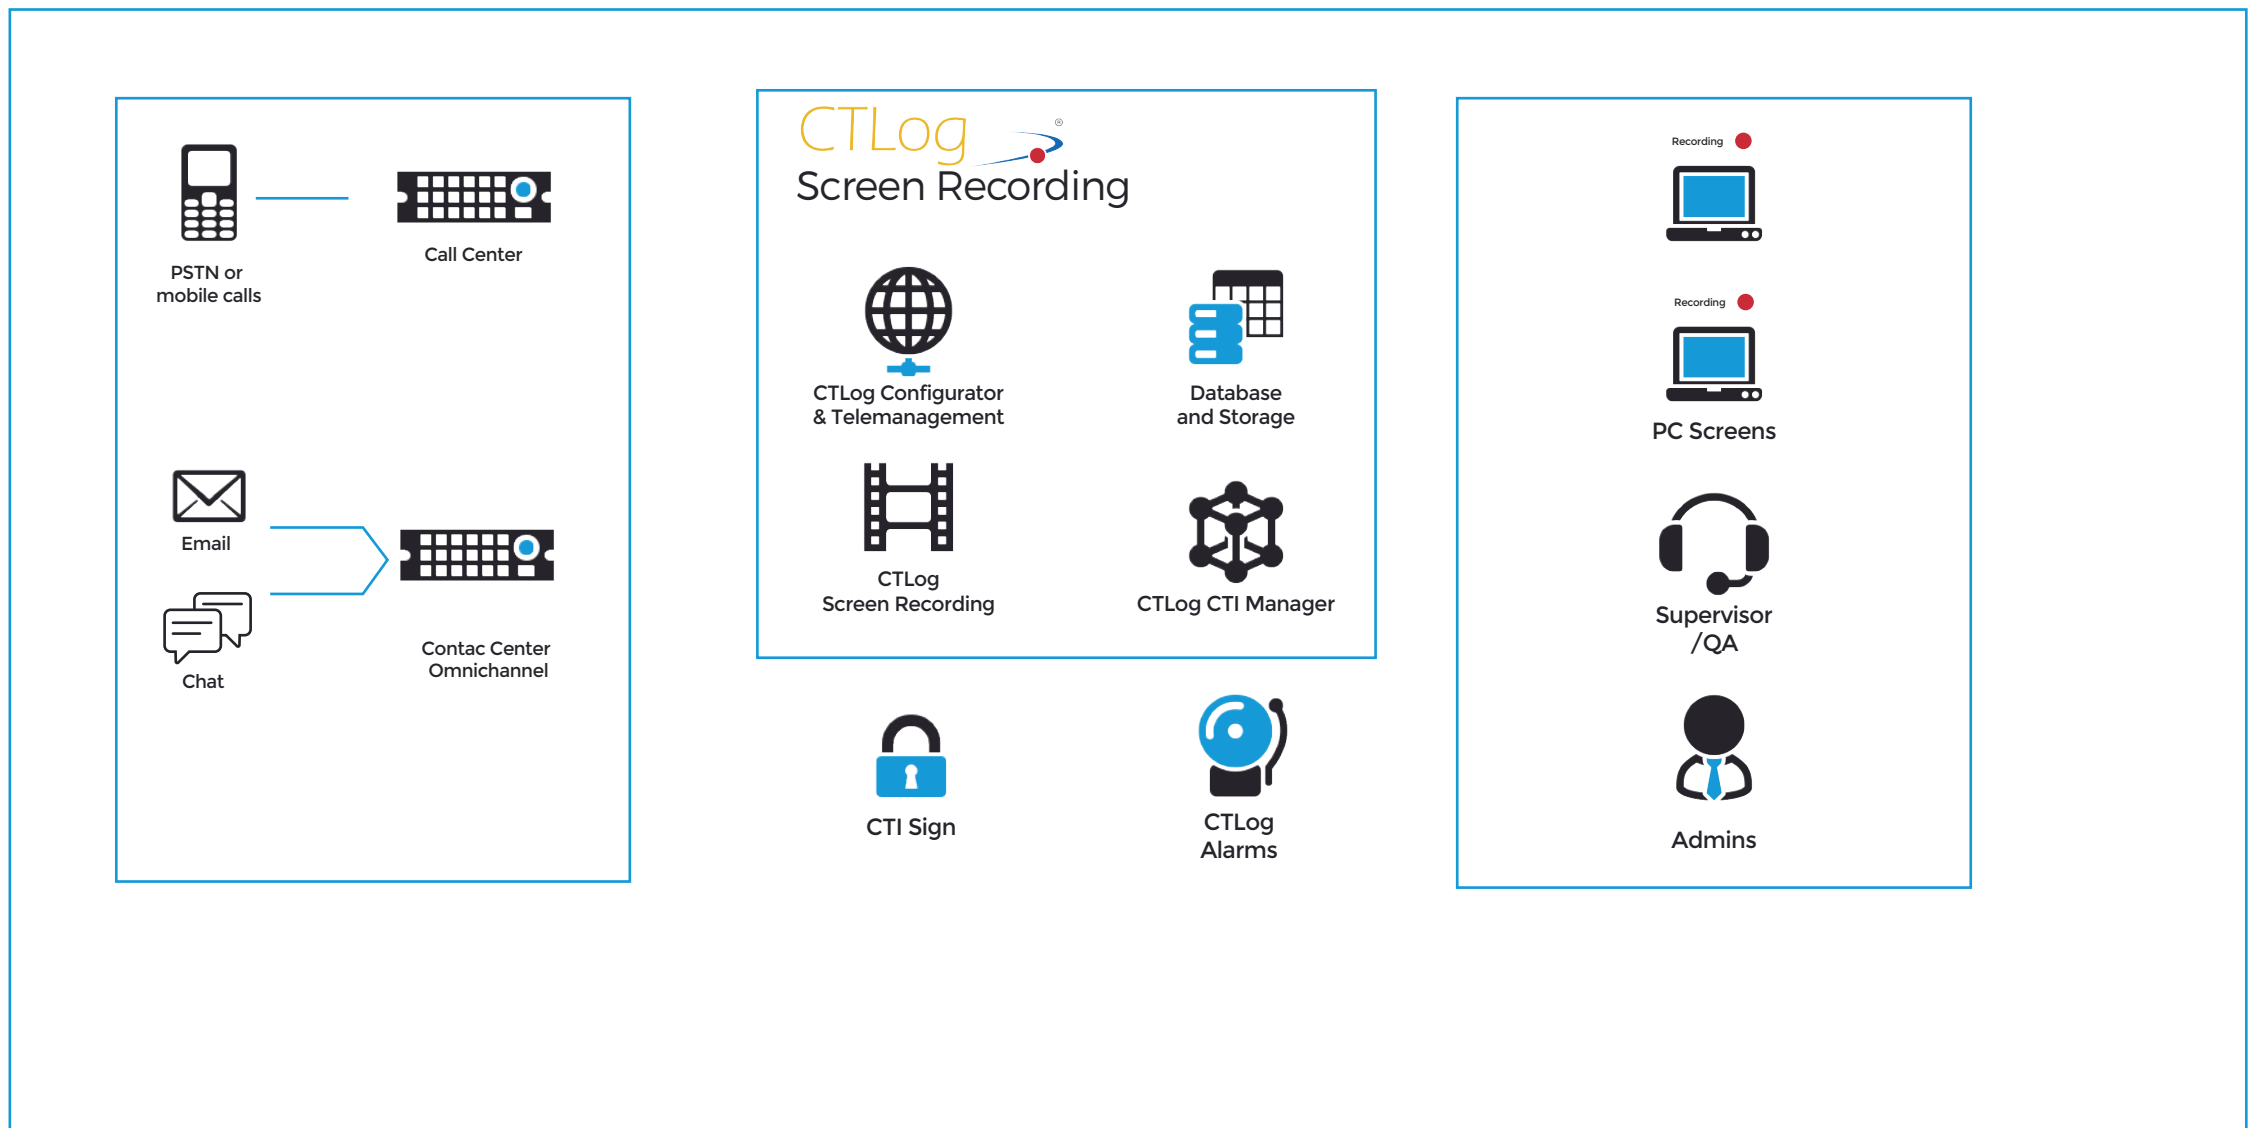 PSTN or
mobile calls
Call Center
Email
Chat
Contac Center
Omnichannel
CTLog ®
Screen Recording
CTLog Configurator
& Telemanagement
Database
and Storage
CTLog
Screen Recording
CTLog CTI Manager
CTI Sign
CTLog
Alarms
Recording
Recording
PC Screens
Supervisor
/QA
Admins